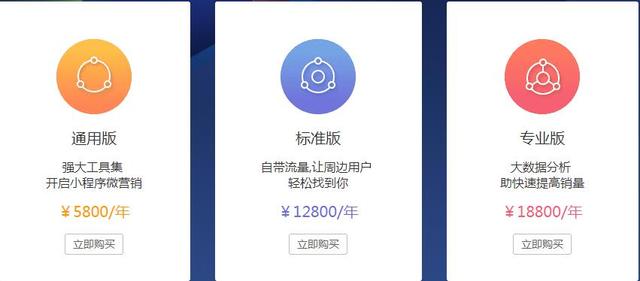 通用版
强大工具集
开启小程序微营销
￥5800/年
立即购买
标准版
自带流量,让周边用户
轻松找到你
￥12800/年
立即购买
专业版
大数据分析
助快速提高销量
￥18800/年
立即购买